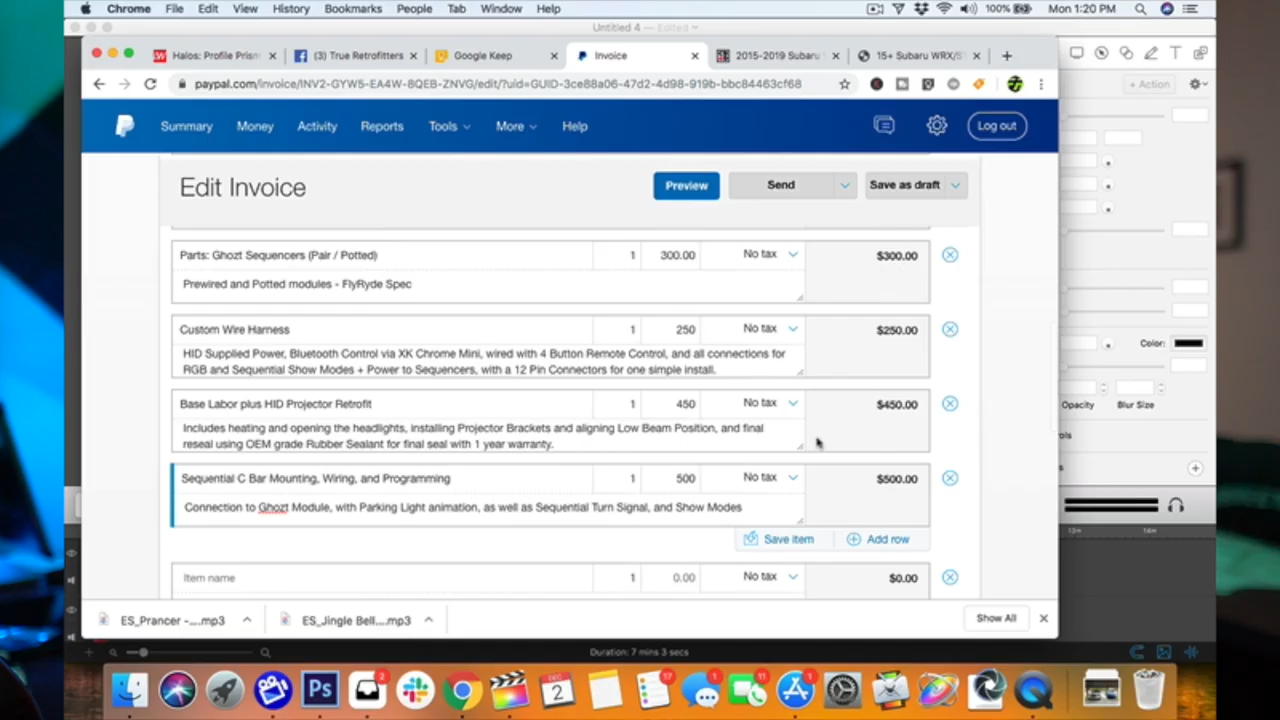 Chrome File Edit View History Bookmarks People Tab Window Help 100% Mon 1:20 PM
Untitled 4 — Edited
Halos: Profile Prism (3) True Retrofitters Google Keep Invoice 2015-2019 Subaru 15+ Subaru WRX/S
paypal.com/invoice/INV2-GYW5-EA4W-8QEB-ZNVG/edit/?uid=GUID-3ce88a06-47d2-4d98-919b-bbc84463cf68
+ Action
Summary Money Activity Reports Tools More Help Log out
Edit Invoice Preview Send Save as draft
Parts: Ghozt Sequencers (Pair / Potted) 1 300.00 No tax $300.00
Prewired and Potted modules - FlyRyde Spec
Custom Wire Harness 1 250 No tax $250.00
Color:
HID Supplied Power, Bluetooth Control via XK Chrome Mini, wired with 4 Button Remote Control, and all connections for
RGB and Sequential Show Modes + Power to Sequencers, with a 12 Pin Connectors for one simple install.
Base Labor plus HID Projector Retrofit 1 450 No tax $450.00
Opacity Blur Size
Includes heating and opening the headlights, installing Projector Brackets and aligning Low Beam Position, and final
reseal using OEM grade Rubber Sealant for final seal with 1 year warranty.
Sequential C Bar Mounting, Wiring, and Programming 1 500 No tax $500.00
Connection to Ghozt Module, with Parking Light animation, as well as Sequential Turn Signal, and Show Modes
Save item Add row
Item name 1 0.00 No tax $0.00
ES_Prancer -....mp3 ES_Jingle Bell....mp3 Show All
Duration: 7 mins 3 secs
Ps DEC 2 2 17 1 11 1